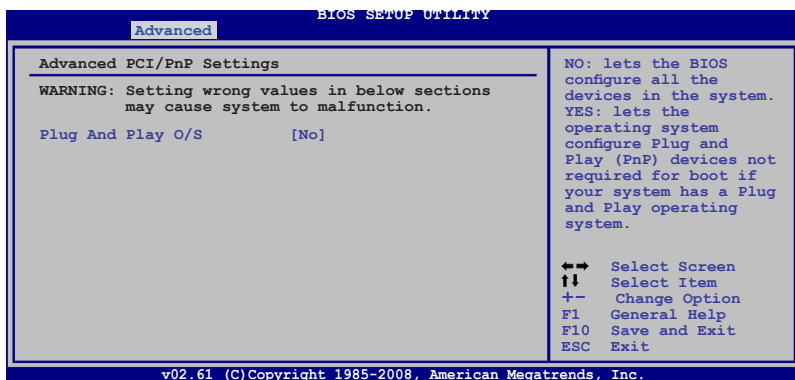 BIOS SETUP UTILITY
Advanced
Advanced PCI/PnP Settings
WARNING: Setting wrong values in below sections
may cause system to malfunction.
Plug And Play O/S [No]
NO: lets the BIOS
configure all the
devices in the system.
YES: lets the
operating system
configure Plug and
Play (PnP) devices not
required for boot if
your system has a Plug
and Play operating
system.
←→ Select Screen
↑↓ Select Item
+- Change Option
F1 General Help
F10 Save and Exit
ESC Exit
v02.61 (C)Copyright 1985-2008, American Megatrends, Inc.